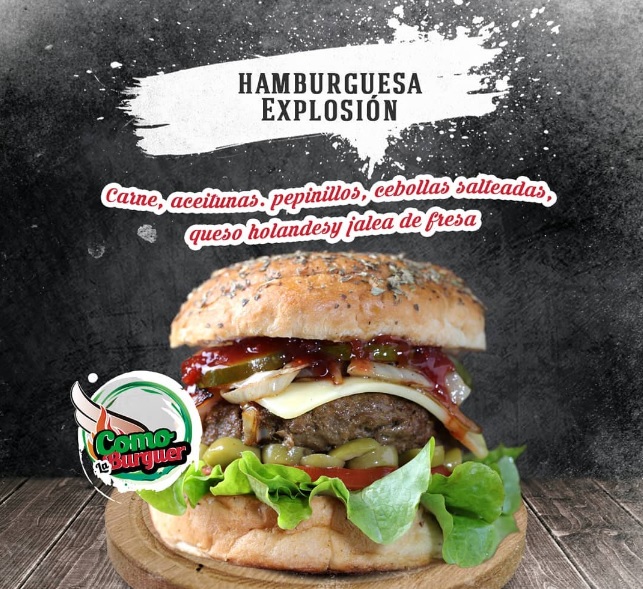 HAMBURGUESA
EXPLOSIÓN
Carne, aceitunas. pepinillos, cebollas salteadas,
queso holandesy jalea de fresa
Como
La Burguer